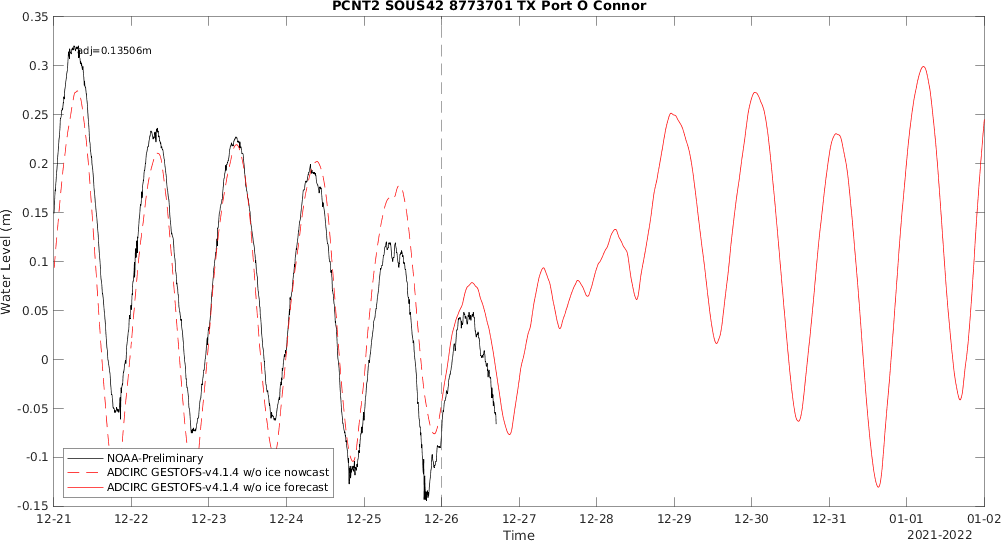 PCNT2 SOUS42 8773701 TX Port O Connor
adj=0.13506m
Water Level (m)
0.35
0.3
0.25
0.2
0.15
0.1
0.05
0
-0.05
-0.1
-0.15
NOAA-Preliminary
ADCIRC GESTOFS-v4.1.4 w/o ice nowcast
ADCIRC GESTOFS-v4.1.4 w/o ice forecast
12-21 12-22 12-23 12-24 12-25 12-26 12-27 12-28 12-29 12-30 12-31 01-01 01-02
Time
2021-2022